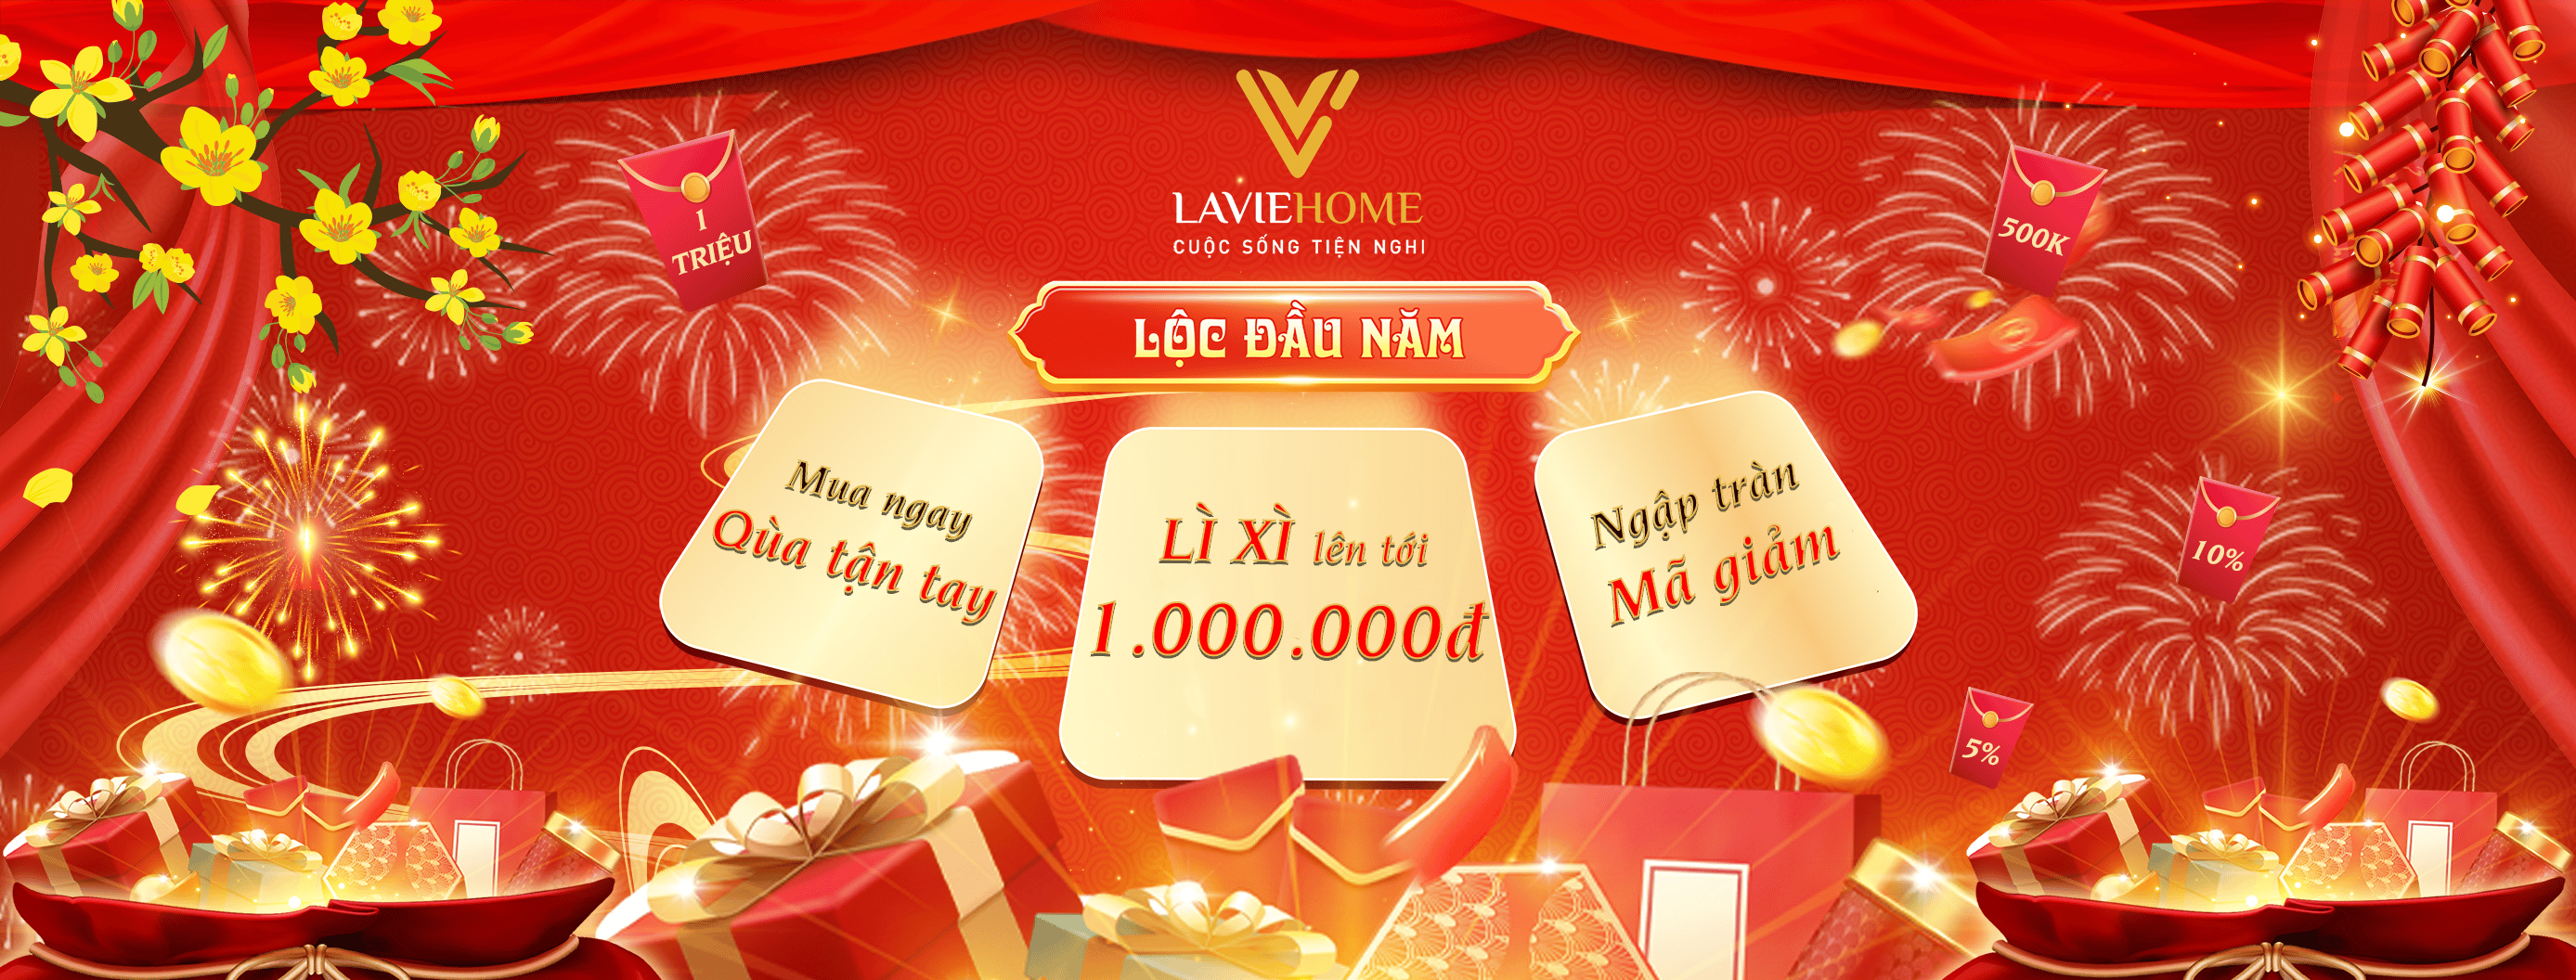 LAVIEHOME
CUỘC SỐNG TIỆN NGHI
1
TRIỆU
500K
LỘC ĐẦU NĂM
Mua ngay
Qùa tận tay
LÌ XÌ lên tới
1.000.000đ
Ngập tràn
Mã giảm
10%
5%